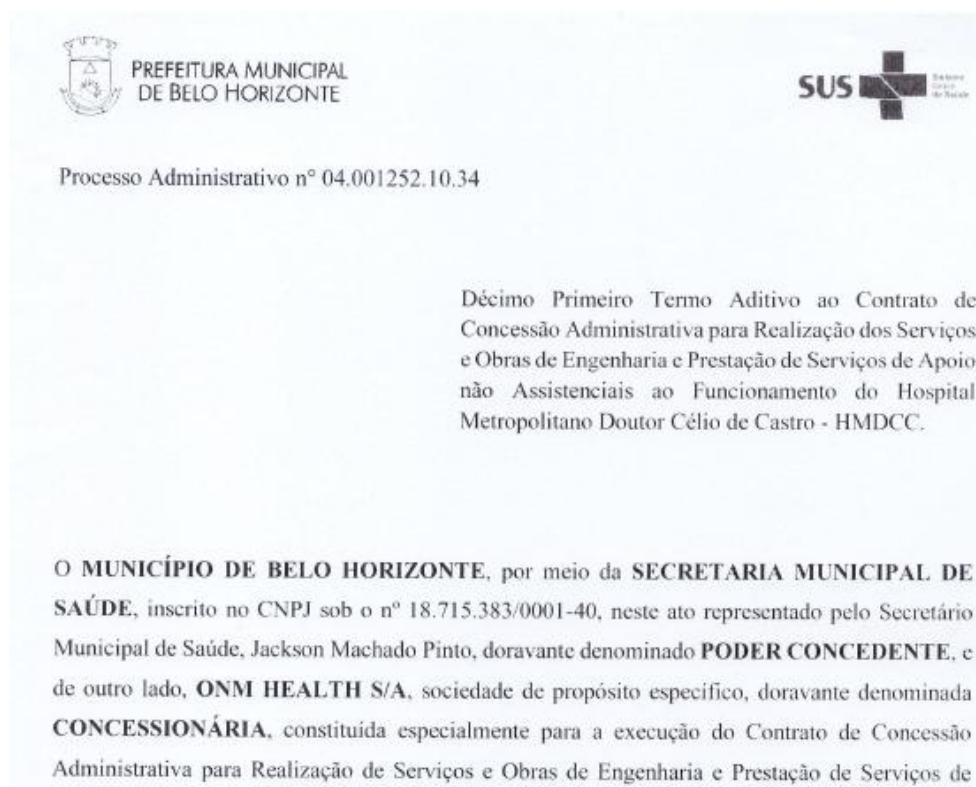 PREFEITURA MUNICIPAL
DE BELO HORIZONTE
SUS
Processo Administrativo n° 04.001252.10.34
Décimo Primeiro Termo Aditivo ao Contrato de
Concessão Administrativa para Realização dos Serviços
e Obras de Engenharia e Prestação de Serviços de Apoio
não Assistenciais ao Funcionamento do Hospital
Metropolitano Doutor Célio de Castro - HMDCC.
O MUNICÍPIO DE BELO HORIZONTE, por meio da SECRETARIA MUNICIPAL DE
SAÚDE, inscrito no CNPJ sob o nº 18.715.383/0001-40, neste ato representado pelo Secretário
Municipal de Saúde, Jackson Machado Pinto, doravante denominado PODER CONCEDENTE, e
de outro lado, ONM HEALTH S/A, sociedade de propósito específico, doravante denominada
CONCESSIONÁRIA, constituída especialmente para a execução do Contrato de Concessão
Administrativa para Realização de Serviços e Obras de Engenharia e Prestação de Serviços de